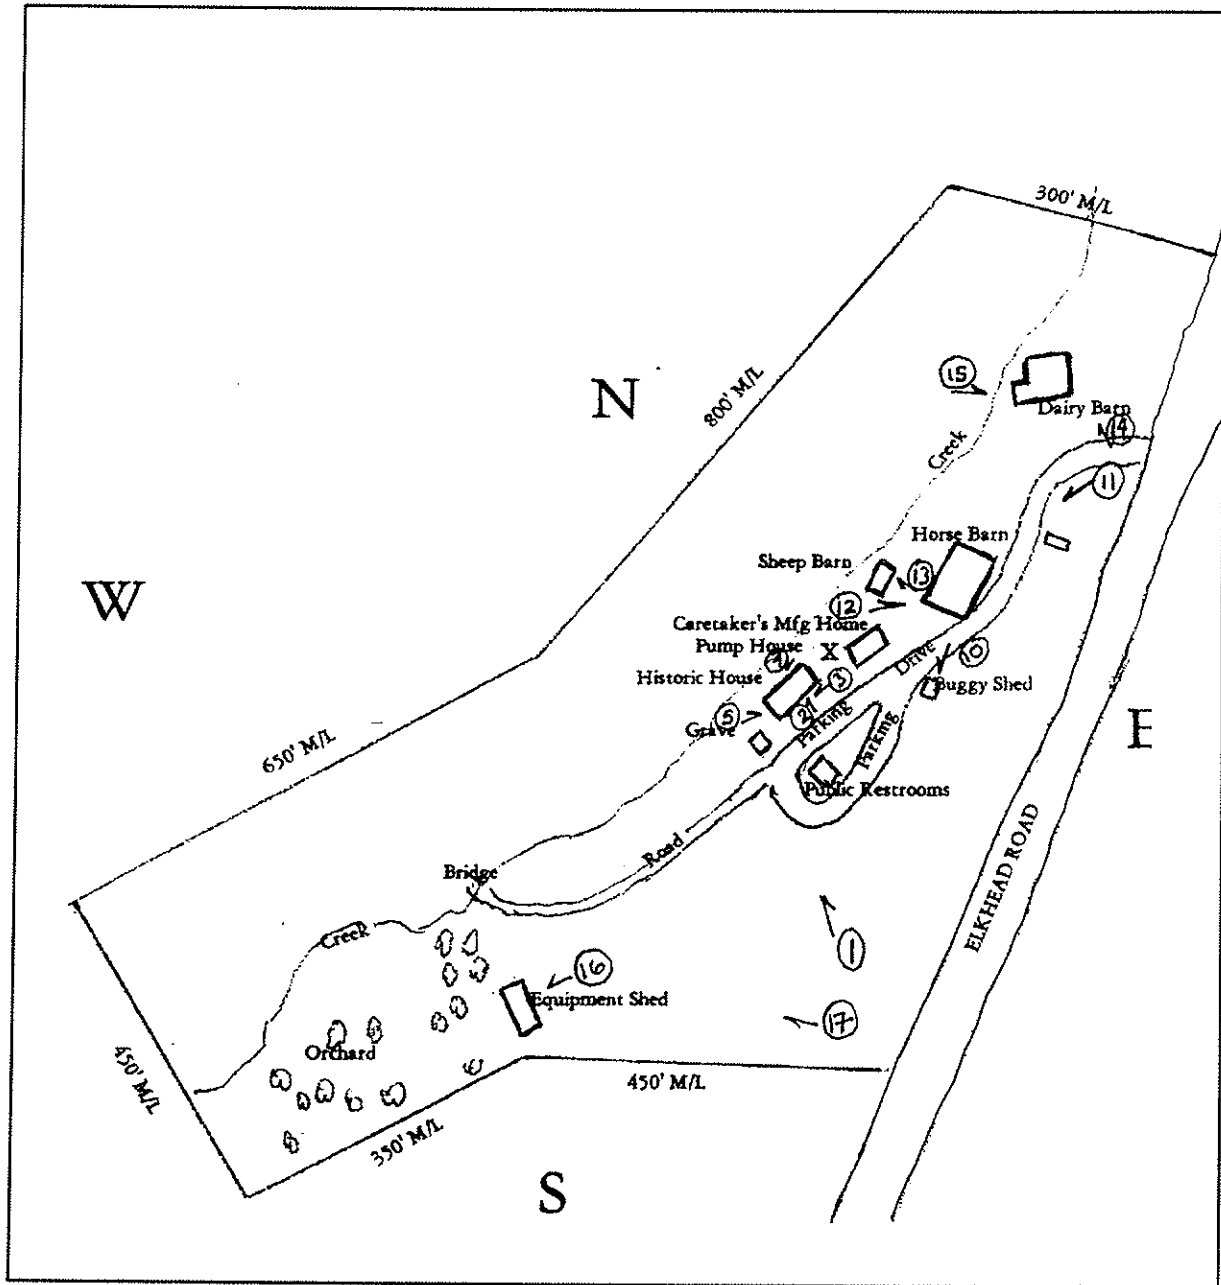 300' M/L
15
N
800' M/L
Dairy Barn
14
Creek
11
Horse Barn
Sheep Barn
13
W
12
Caretaker's Mfg Home
Pump House
X
10
Drive
Historic House
3
Buggy Shed
5
2
Grave
Parking
Parking
E
650' M/L
Public Restrooms
Road
Bridge
ELKHEAD ROAD
Creek
1
16
Equipment Shed
17
Orchard
450' M/L
450' M/L
350' M/L
S